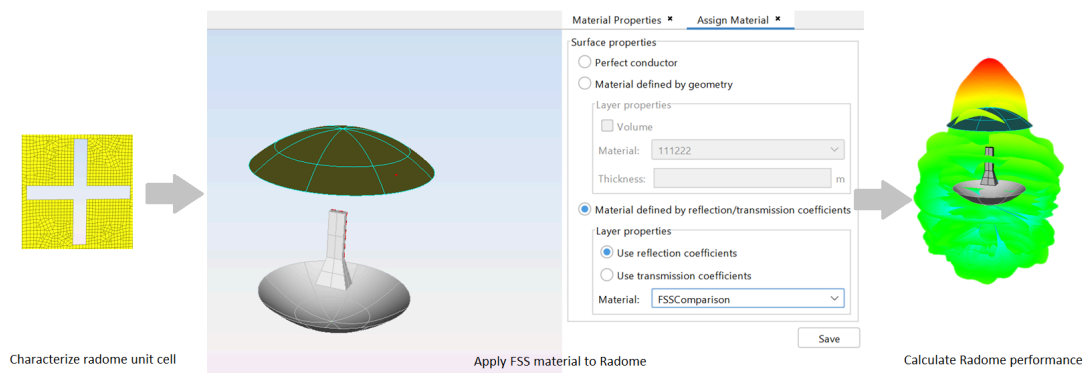 Material Properties ×
Assign Material ×
Surface properties
Perfect conductor
Material defined by geometry
Layer properties
Volume
Material: 111222
Thickness: m
Material defined by reflection/transmission coefficients
Layer properties
Use reflection coefficients
Use transmission coefficients
Material: FSSComparison
Save
Characterize radome unit cell
Apply FSS material to Radome
Calculate Radome performance